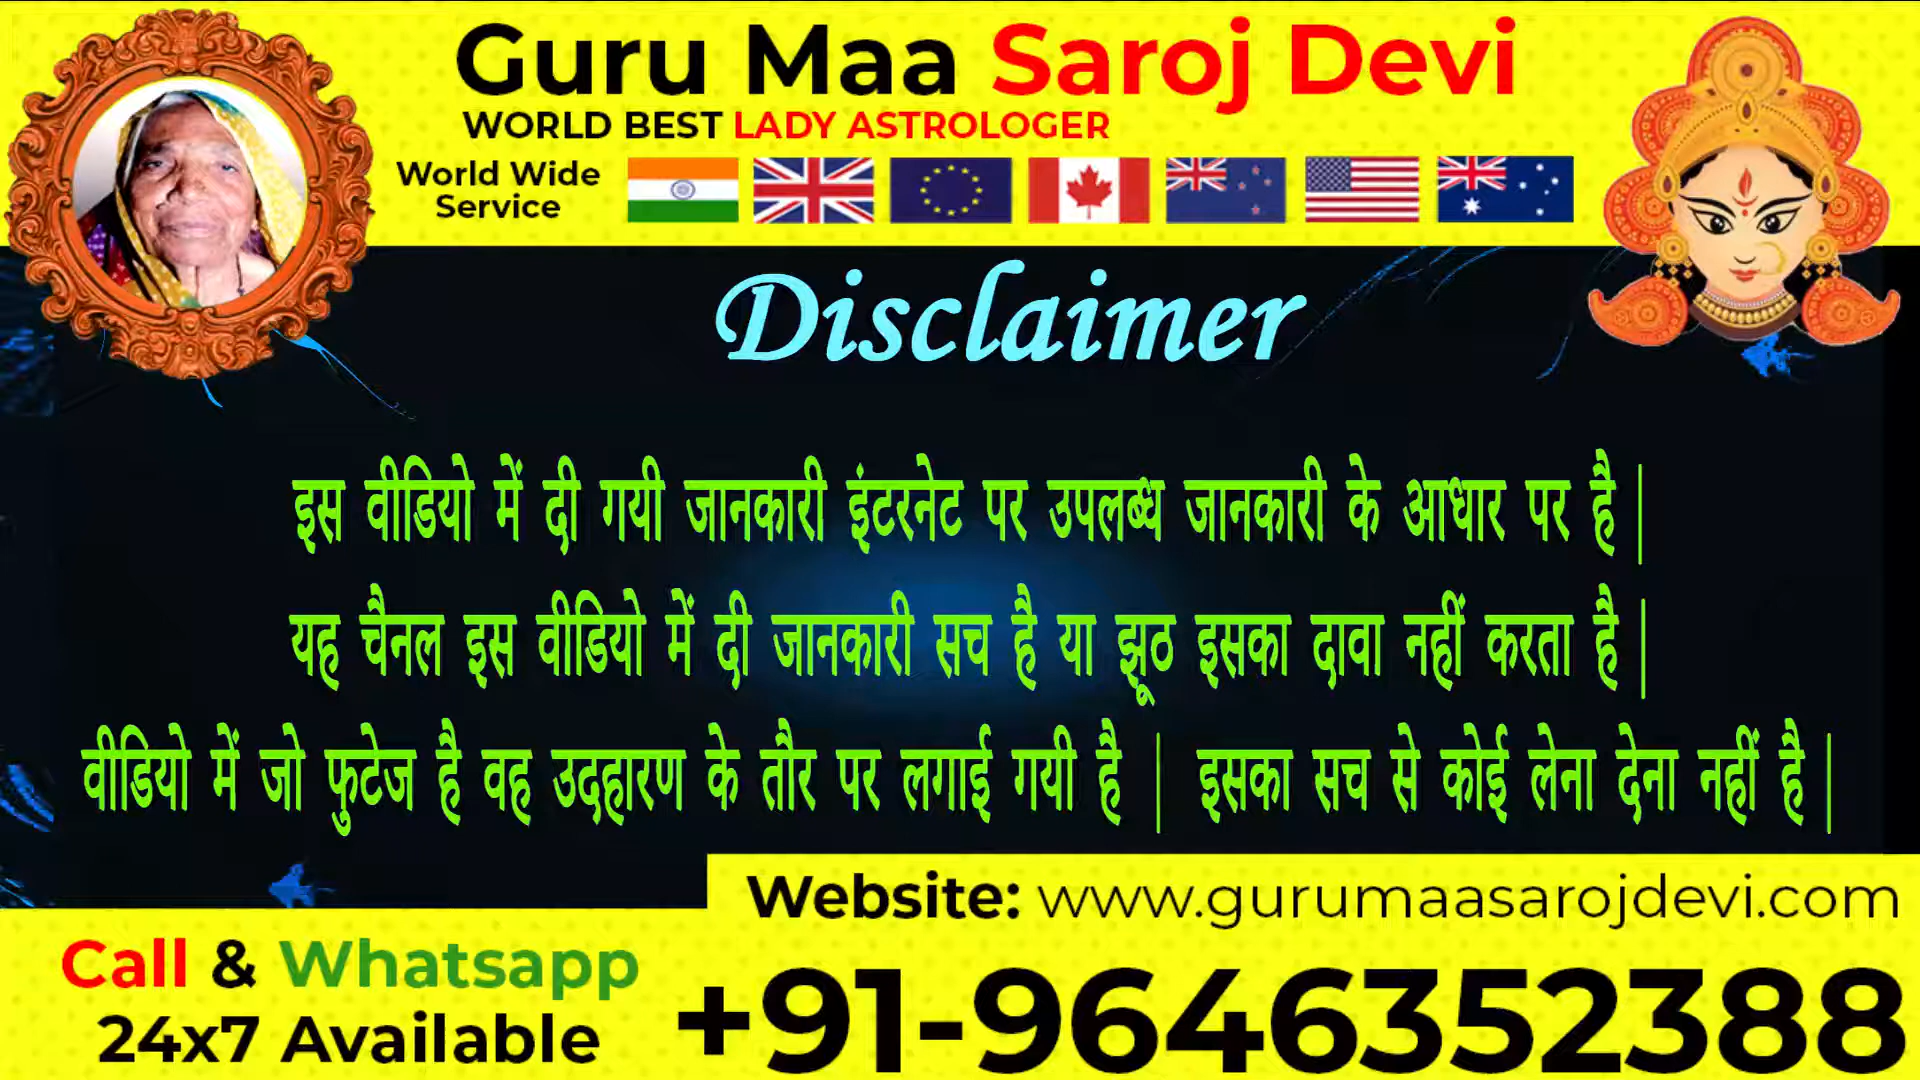 Guru Maa Saroj Devi
WORLD BEST LADY ASTROLOGER
World Wide
Service
Disclaimer
इस वीडियो में दी गयी जानकारी इंटरनेट पर उपलब्ध जानकारी के आधार पर है |
यह चैनल इस वीडियो में दी जानकारी सच है या झूठ इसका दावा नहीं करता है |
वीडियो में जो फुटेज है वह उदहारण के तौर पर लगाई गयी है | इसका सच से कोई लेना देना नहीं है |
Website: www.gurumaasarojdevi.com
Call & Whatsapp
24x7 Available
+91-9646352388